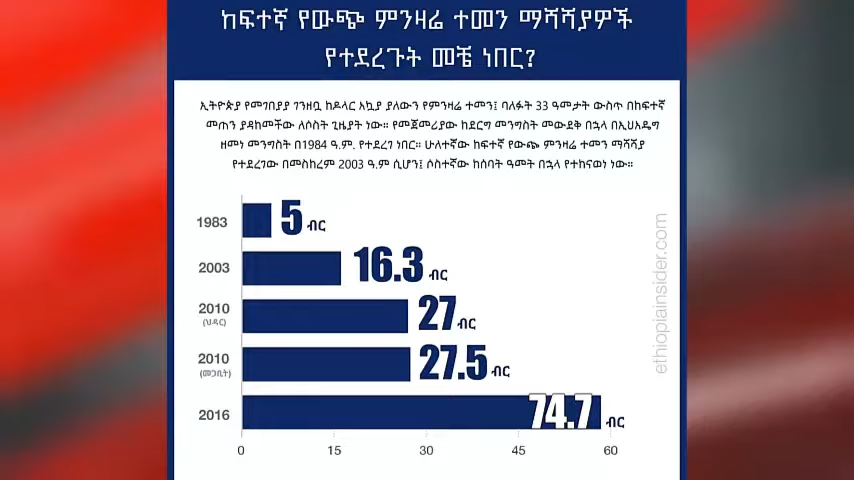 ከፍተኛ የውጭ ምንዛሬ ተመን ማሻሻያዎች
የተደረጉት መቼ ነበር?
ኢትዮጵያ የመገበያያ ገንዘቧ ከዶላር አኳያ ያለውን የምንዛሬ ተመን፤ ባለፉት 33 ዓመታት ውስጥ በከፍተኛ
መጠን ያዳከመችው ለሶስት ጊዜያት ነው። የመጀመሪያው ከደርግ መንግስት መውደቅ በኋላ በኢህአዴግ
ዘመነ መንግስት በ1984 ዓ.ም. የተደረገ ነበር። ሁለተኛው ከፍተኛ የውጭ ምንዛሬ ተመን ማሻሻያ
የተደረገው በመስከረም 2003 ዓ.ም ሲሆን፤ ሶስተኛው ከሰባት ዓመት በኋላ የተከናወነ ነው።
1983 5 ብር
2003 16.3 ብር
2010 27 ብር
(ህዳር)
2010 27.5 ብር
(መጋቢት)
2016 74.7 ብር
0 15 30 45 60
ethiopiainsider.com